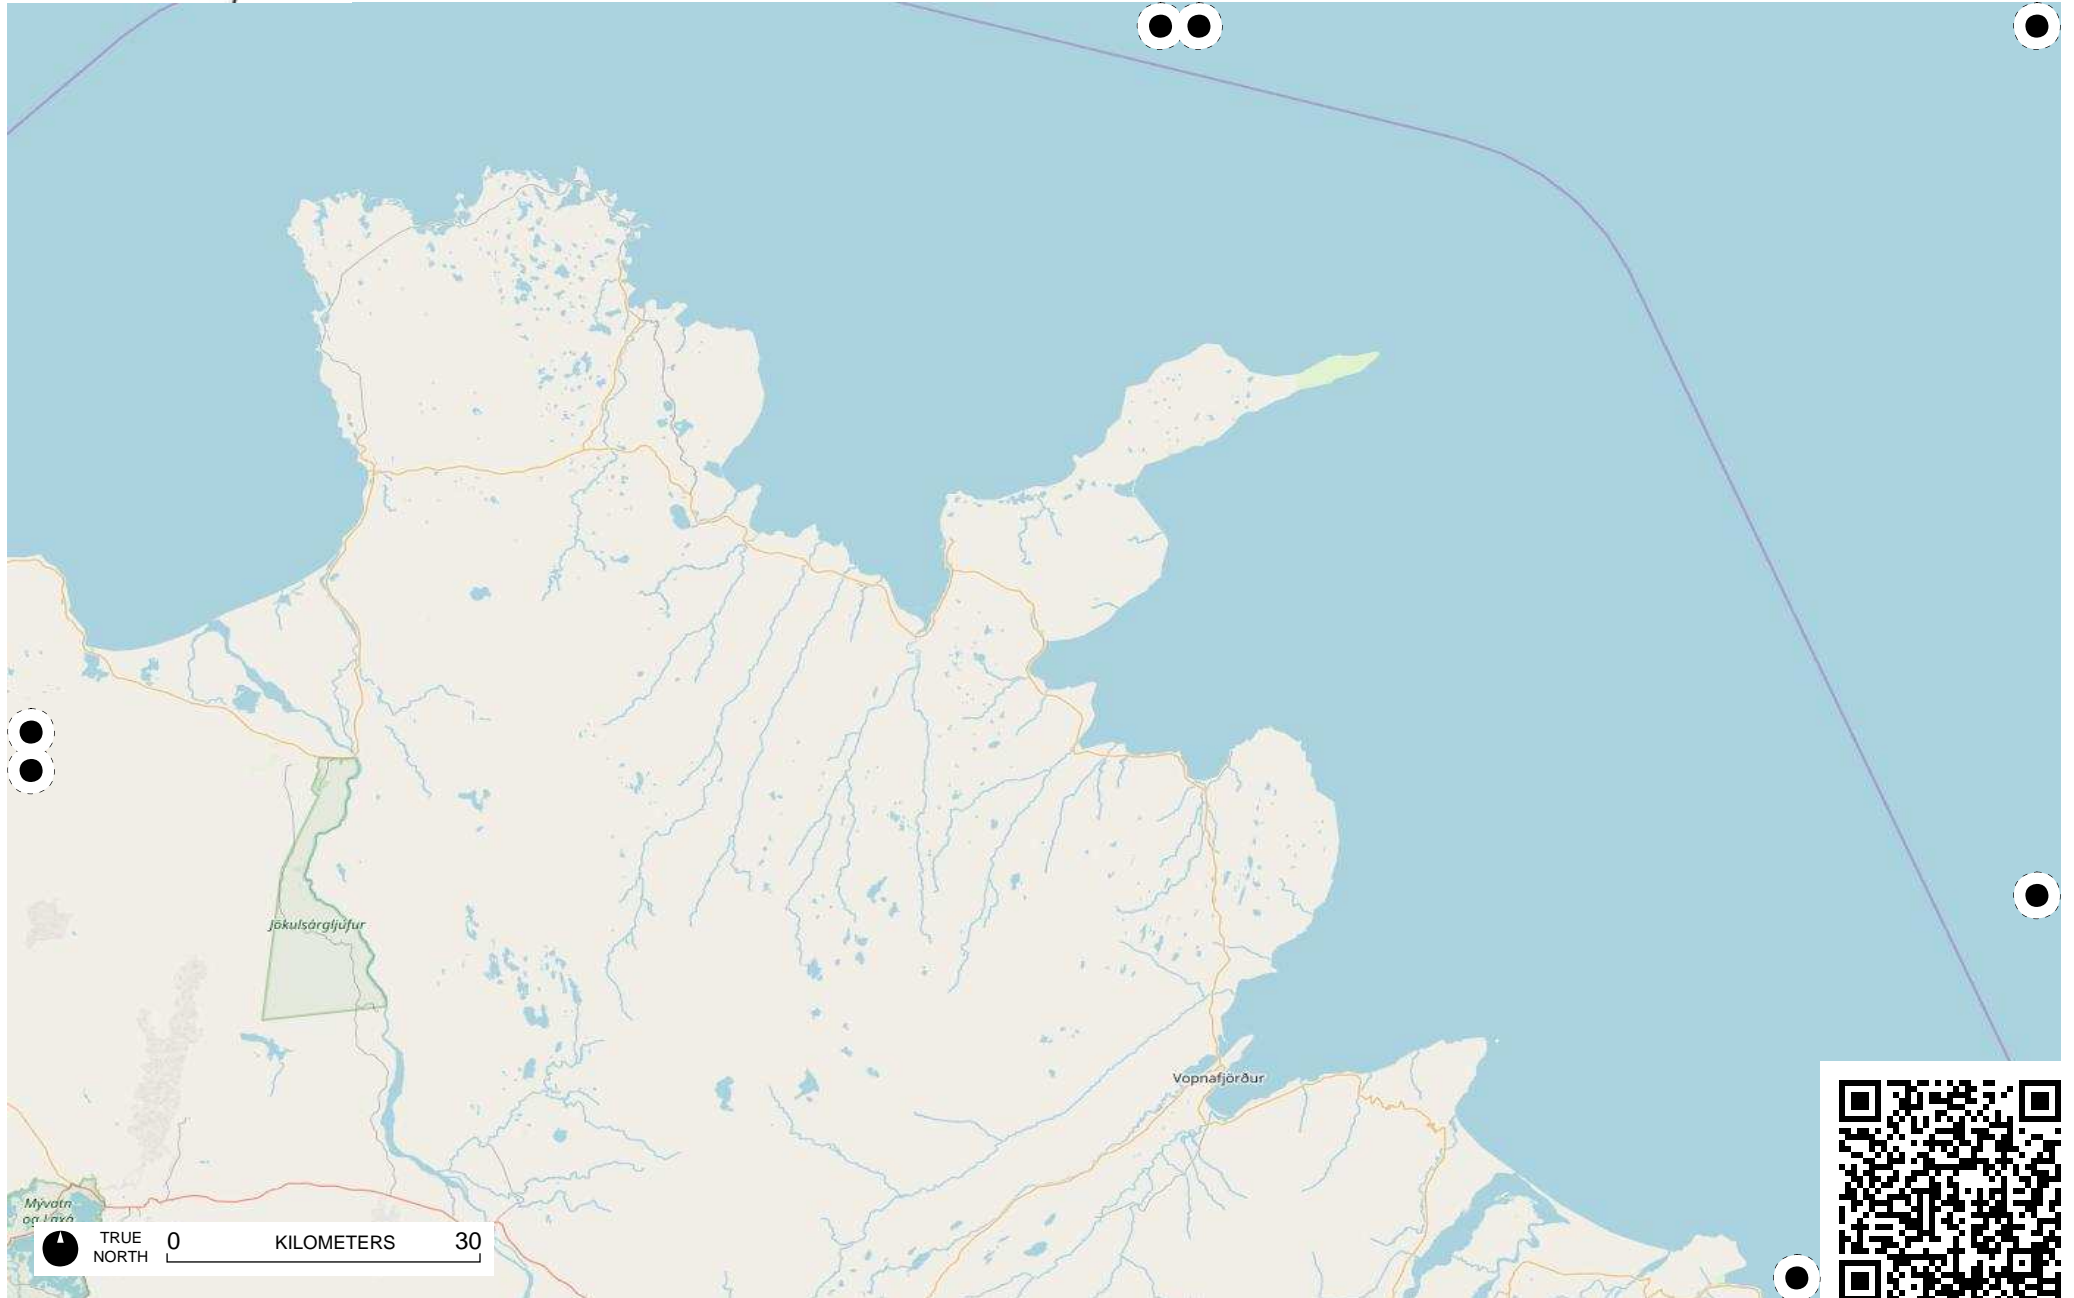 Jökulsárgljúfur
Vopnafjörður
Mývatn
og Laxá
TRUE
NORTH
0 KILOMETERS 30